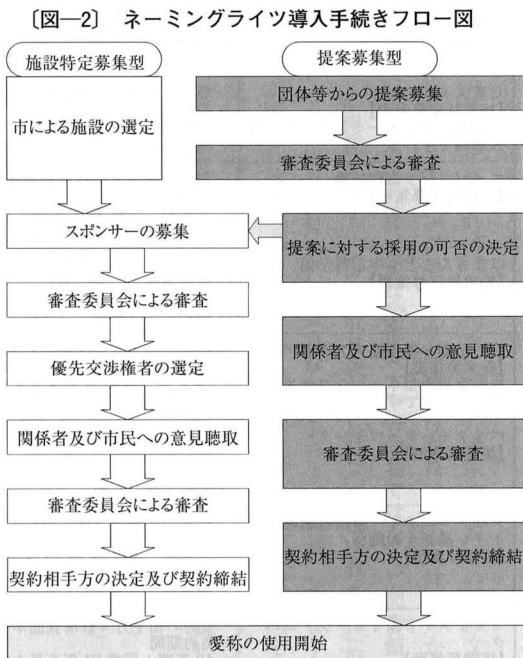 〔図―2〕 ネーミングライツ導入手続きフロー図
施設特定募集型
市による施設の選定
スポンサーの募集
審査委員会による審査
優先交渉権者の選定
関係者及び市民への意見聴取
審査委員会による審査
契約相手方の決定及び契約締結
提案募集型
団体等からの提案募集
審査委員会による審査
提案に対する採用の可否の決定
関係者及び市民への意見聴取
審査委員会による審査
契約相手方の決定及び契約締結
愛称の使用開始